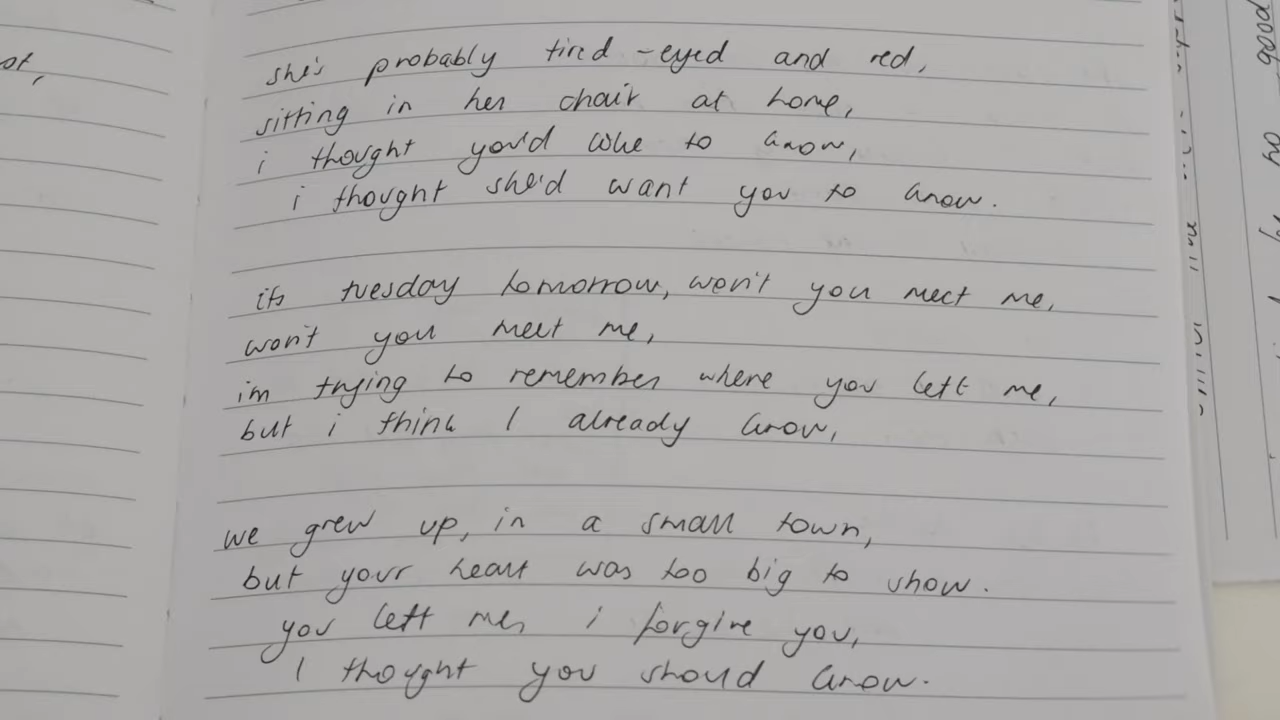 she's probably tired-eyed and red,
sitting in her chair at home,
i thought you'd like to know,
i thought she'd want you to know.
its tuesday tomorrow, won't you meet me,
won't you meet me,
im trying to remember where you left me,
but i think I already know,
we grew up, in a small town,
but your heart was too big to show.
you left me, i forgive you,
I thought you should know.